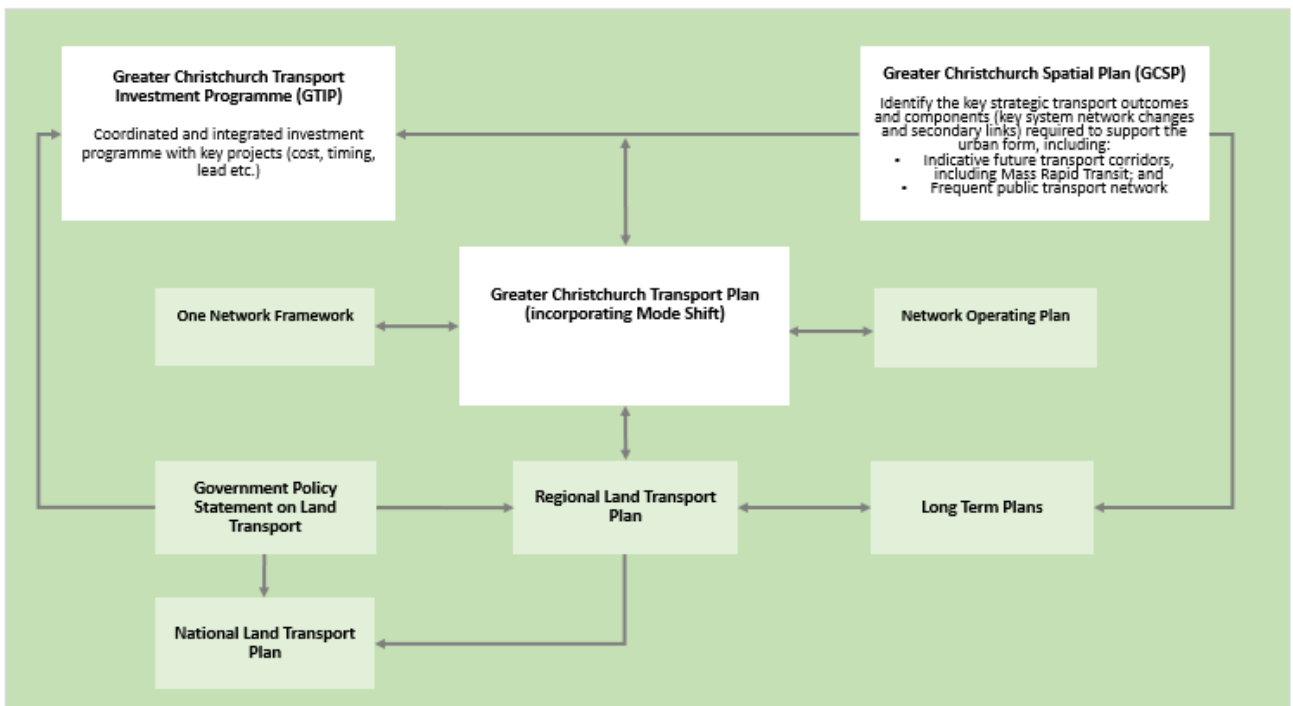 Greater Christchurch Transport
Investment Programme (GTIP)
Coordinated and integrated investment
programme with key projects (cost, timing,
lead etc.)
Greater Christchurch Spatial Plan (GCSP)
Identify the key strategic transport outcomes
and components (key system network changes
and secondary links) required to support the
urban form, including:
• Indicative future transport corridors,
including Mass Rapid Transit; and
• Frequent public transport network
Greater Christchurch Transport Plan
(incorporating Mode Shift)
One Network Framework
Network Operating Plan
Government Policy
Statement on Land
Transport
Regional Land Transport
Plan
Long Term Plans
National Land Transport
Plan